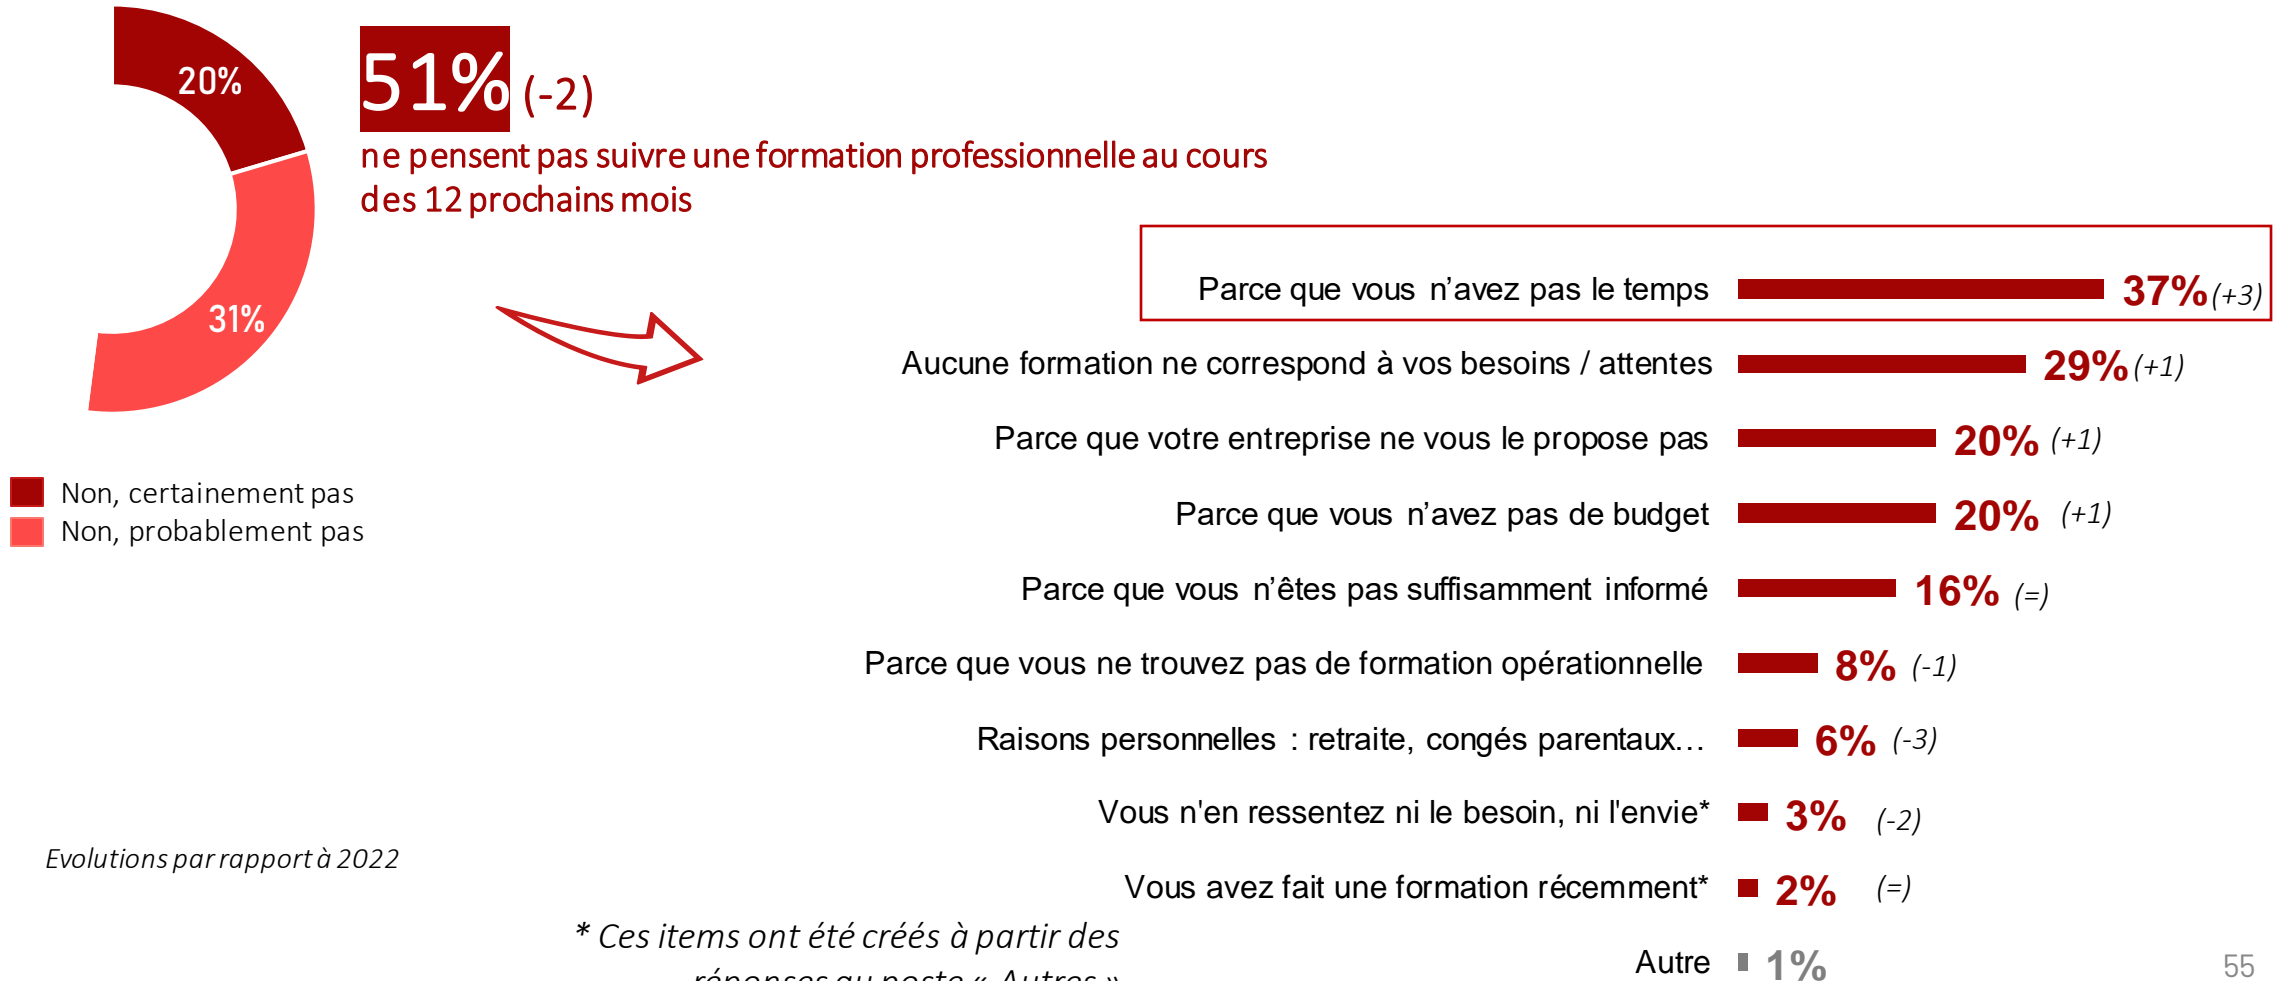 20%
31%
51% (-2)
ne pensent pas suivre une formation professionnelle au cours
des 12 prochains mois
Non, certainement pas
Non, probablement pas
Parce que vous n’avez pas le temps 37% (+3)
Aucune formation ne correspond à vos besoins / attentes 29% (+1)
Parce que votre entreprise ne vous le propose pas 20% (+1)
Parce que vous n’avez pas de budget 20% (+1)
Parce que vous n’êtes pas suffisamment informé 16% (=)
Parce que vous ne trouvez pas de formation opérationnelle 8% (-1)
Raisons personnelles : retraite, congés parentaux… 6% (-3)
Vous n'en ressentez ni le besoin, ni l'envie* 3% (-2)
Vous avez fait une formation récemment* 2% (=)
Autre 1%
Evolutions par rapport à 2022
* Ces items ont été créés à partir des
réponses au poste « Autres »
55